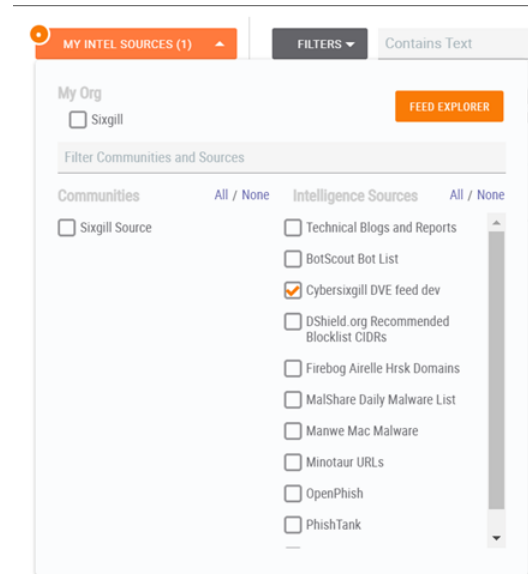 MY INTEL SOURCES (1)
FILTERS
Contains Text
My Org
Sixgill
FEED EXPLORER
Filter Communities and Sources
Communities
All / None
Sixgill Source
Intelligence Sources
All / None
Technical Blogs and Reports
BotScout Bot List
Cybersixgill DVE feed dev
DShield.org Recommended
Blocklist CIDRs
Firebog Airelle Hrsk Domains
MalShare Daily Malware List
Manwe Mac Malware
Minotaur URLs
OpenPhish
PhishTank